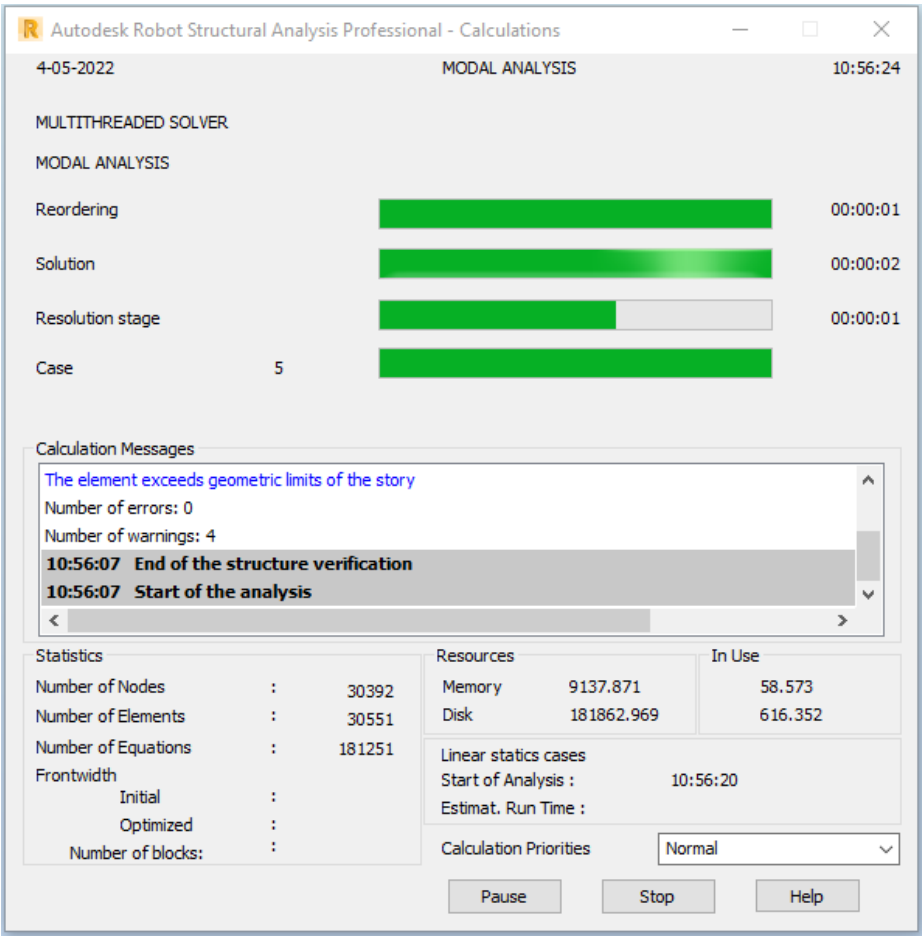 R Autodesk Robot Structural Analysis Professional - Calculations
4-05-2022 MODAL ANALYSIS 10:56:24
MULTITHREADED SOLVER
MODAL ANALYSIS
Reordering 00:00:01
Solution 00:00:02
Resolution stage 00:00:01
Case 5
Calculation Messages
The element exceeds geometric limits of the story
Number of errors: 0
Number of warnings: 4
10:56:07 End of the structure verification
10:56:07 Start of the analysis
Statistics
Number of Nodes : 30392
Number of Elements : 30551
Number of Equations : 181251
Frontwidth
Initial :
Optimized :
Number of blocks: :
Resources In Use
Memory 9137.871 58.573
Disk 181862.969 616.352
Linear statics cases
Start of Analysis : 10:56:20
Estimat. Run Time :
Calculation Priorities Normal
Pause Stop Help